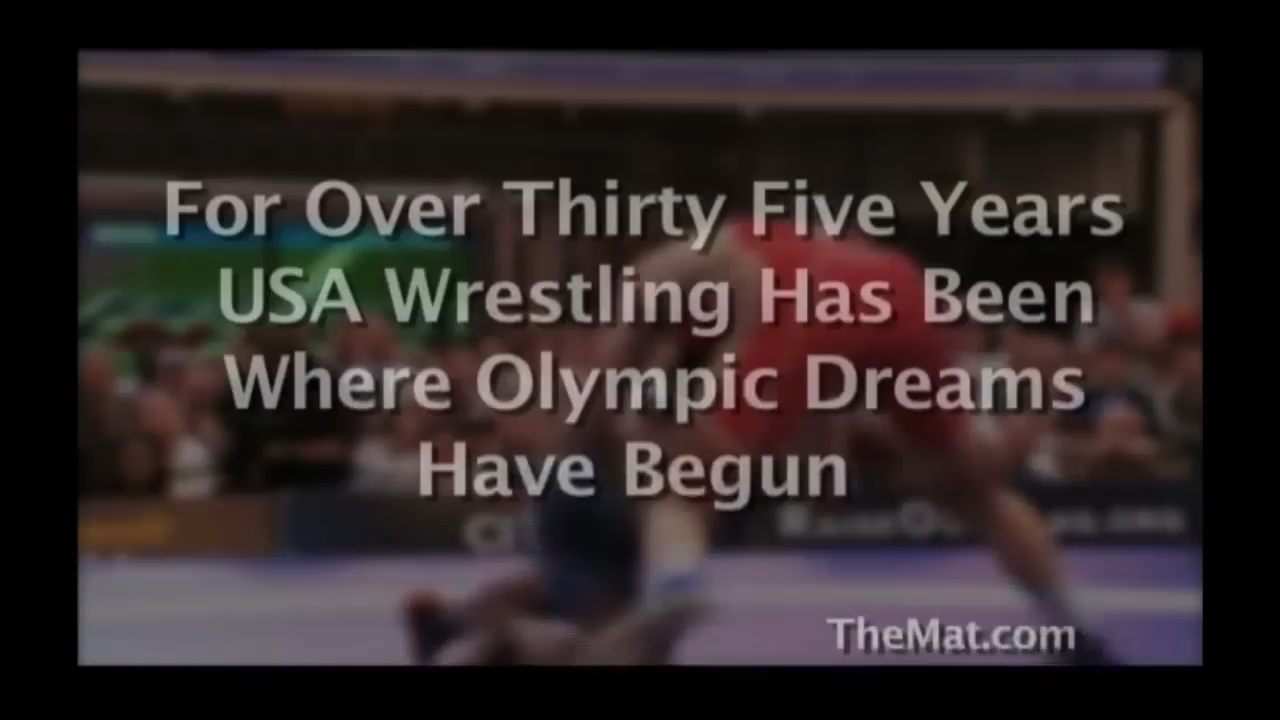 For Over Thirty Five Years
USA Wrestling Has Been
Where Olympic Dreams
Have Begun
TheMat.com